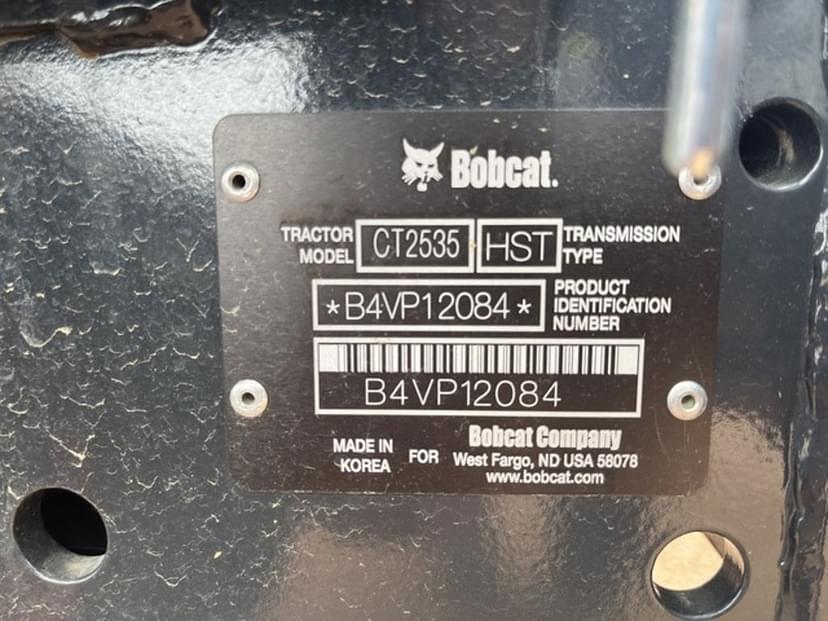 Bobcat.
TRACTOR MODEL CT2535 HST TRANSMISSION TYPE
*B4VP12084* PRODUCT IDENTIFICATION NUMBER
B4VP12084
MADE IN KOREA FOR Bobcat Company
West Fargo, ND USA 58078
www.bobcat.com